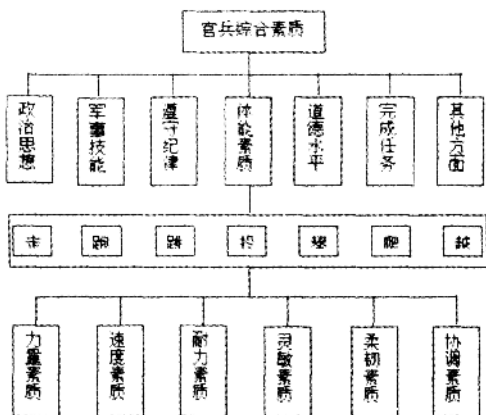 官兵综合素质
政治思想
军事技能
遵守纪律
体能素质
道德水平
完成任务
其他方面
走
跑
跳
投
攀
爬
越
力量素质
速度素质
耐力素质
灵敏素质
柔韧素质
协调素质